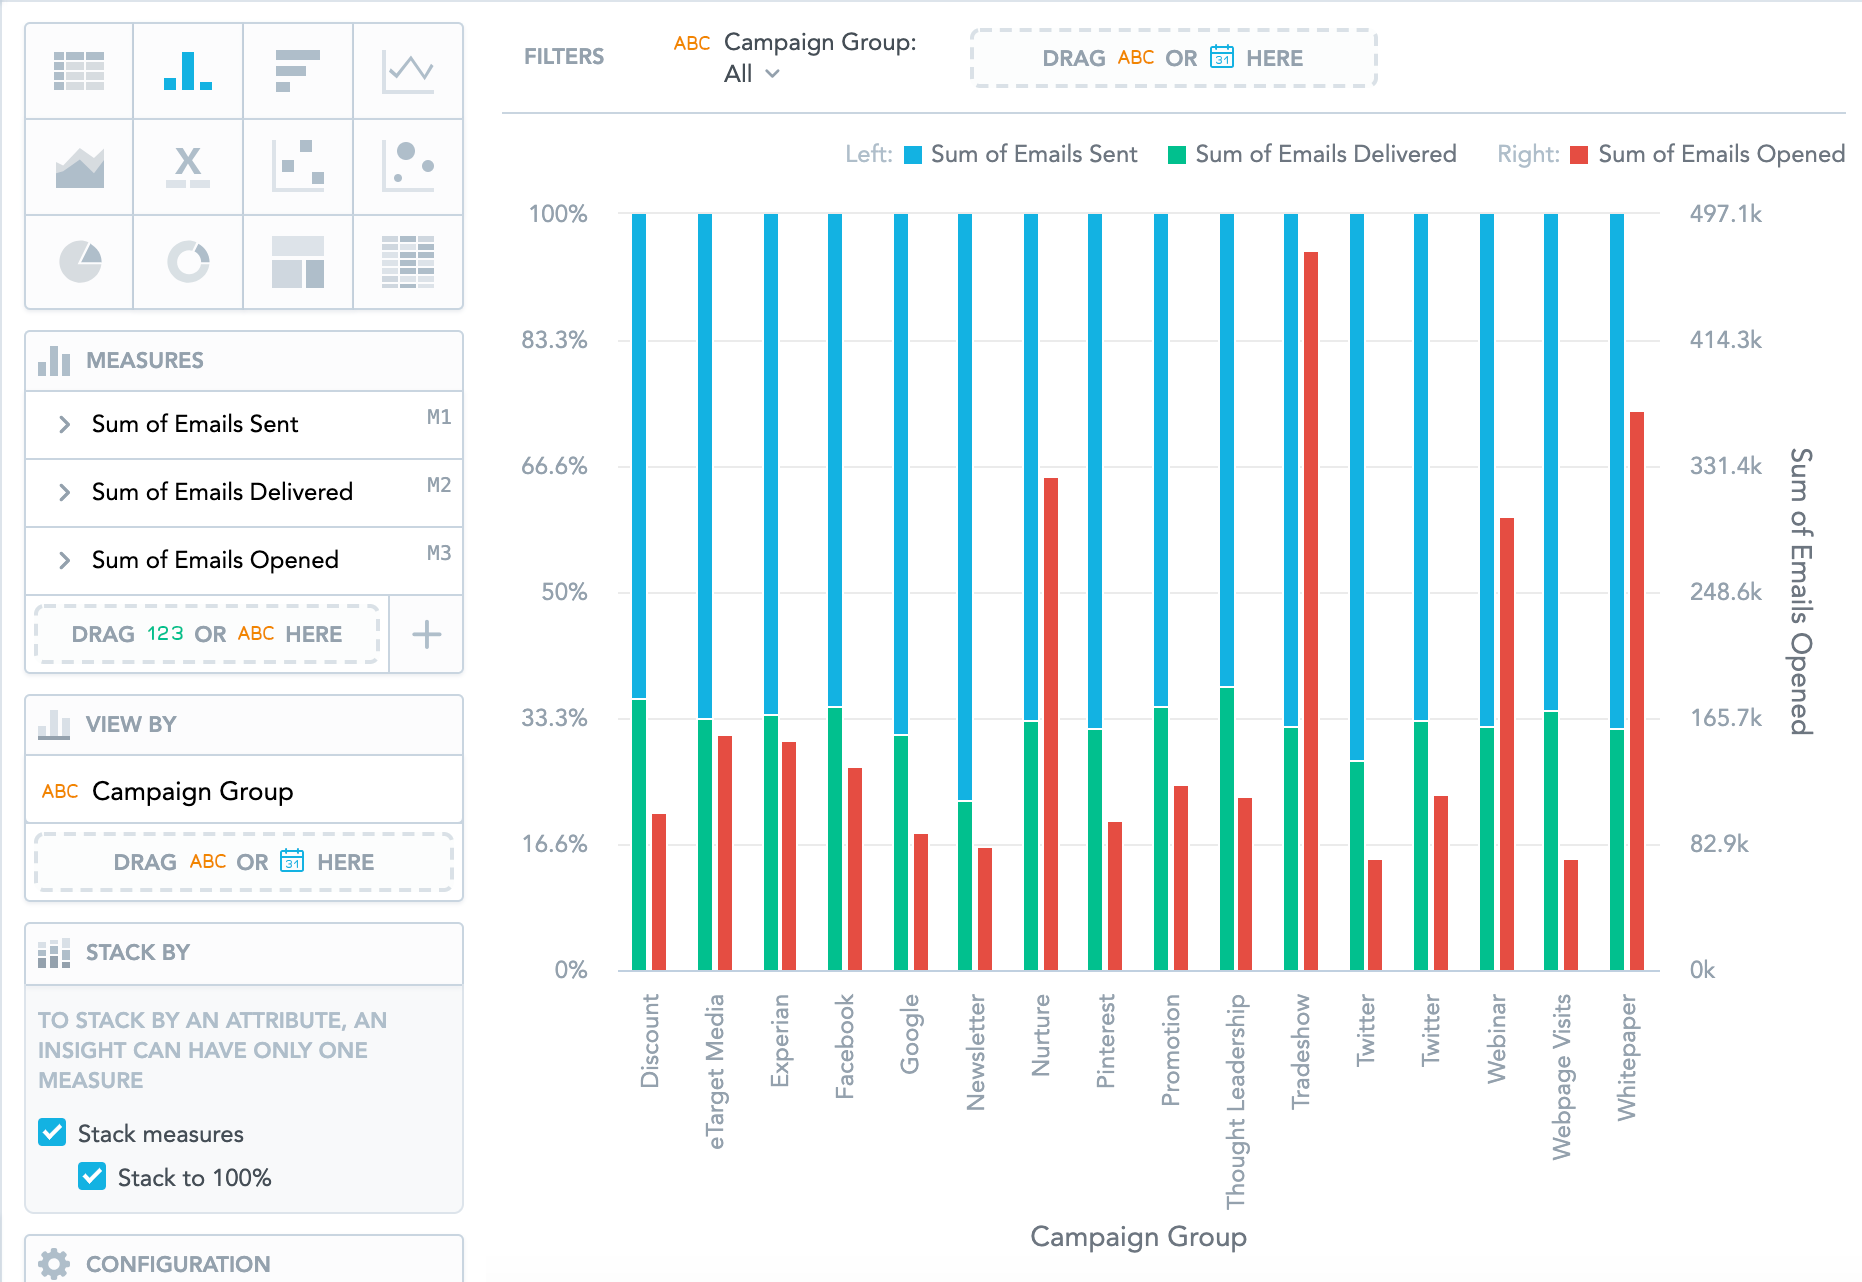 FILTERS
ABC Campaign Group:
All
DRAG ABC OR 31 HERE
X
MEASURES
Sum of Emails Sent M1
Sum of Emails Delivered M2
Sum of Emails Opened M3
DRAG 123 OR ABC HERE
VIEW BY
ABC Campaign Group
DRAG ABC OR 31 HERE
STACK BY
TO STACK BY AN ATTRIBUTE, AN
INSIGHT CAN HAVE ONLY ONE
MEASURE
Stack measures
Stack to 100%
CONFIGURATION
Left: Sum of Emails Sent Sum of Emails Delivered Right: Sum of Emails Opened
100% 497.1k
83.3% 414.3k
66.6% 331.4k
50% 248.6k
33.3% 165.7k
16.6% 82.9k
0% 0k
Sum of Emails Opened
Discount
eTarget Media
Experian
Facebook
Google
Newsletter
Nurture
Pinterest
Promotion
Thought Leadership
Tradeshow
Twitter
Twitter
Webinar
Webpage Visits
Whitepaper
Campaign Group